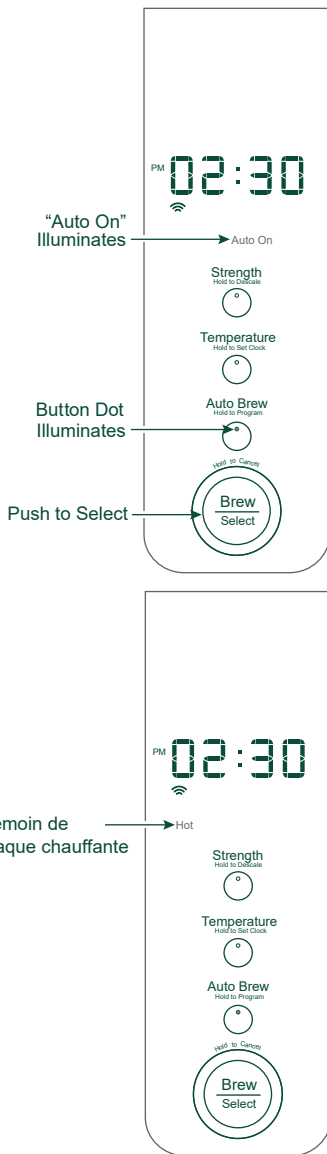 PM 02:30
“Auto On”
Illuminates
Auto On
Strength
Hold to Descale
Temperature
Hold to Set Clock
Auto Brew
Hold to Program
Button Dot
Illuminates
Hold to Cancel
Brew
Push to Select
Select
PM 02:30
Hot
chauffante
Strength
Hold to Descale
Temperature
Hold to Set Clock
Auto Brew
Hold to Program
Hold to Cancel
Brew
Select